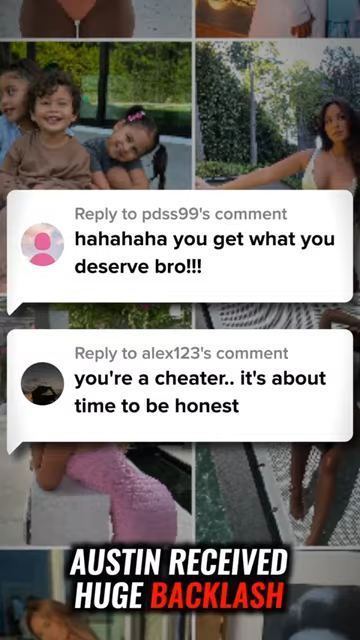 Reply to pdss99's comment
hahahaha you get what you
deserve bro!!!
Reply to alex123's comment
you're a cheater.. it's about
time to be honest
AUSTIN RECEIVED
HUGE BACKLASH